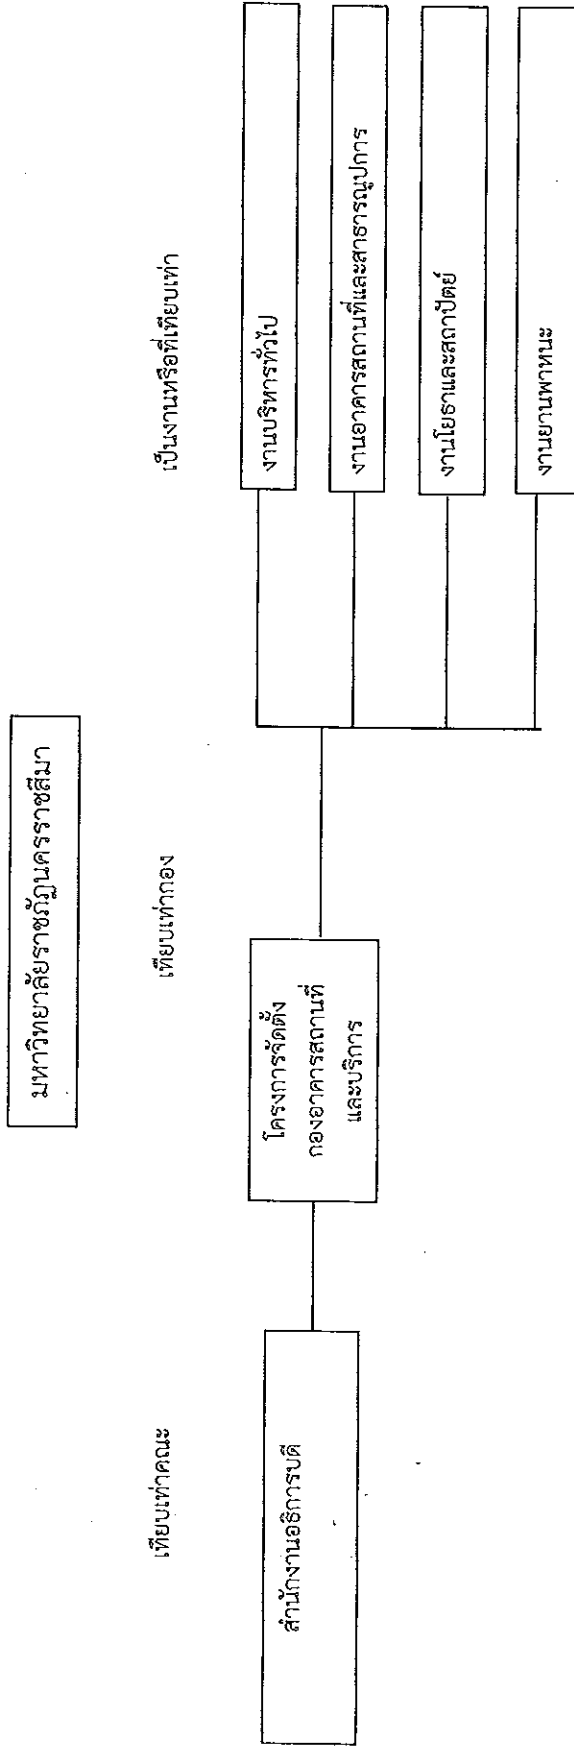 มหาวิทยาลัยราชภัฏนครราชสีมา
เทียบเท่าคณะ
เทียบเท่ากอง
เป็นงานหรือที่เทียบเท่า
สำนักงานอธิการบดี
โครงการจัดตั้ง
กองอาคารสถานที่
และบริการ
งานบริหารทั่วไป
งานอาคารสถานที่และสาธารณูปการ
งานโยธาและสถาปัตย์
งานยานพาหนะ